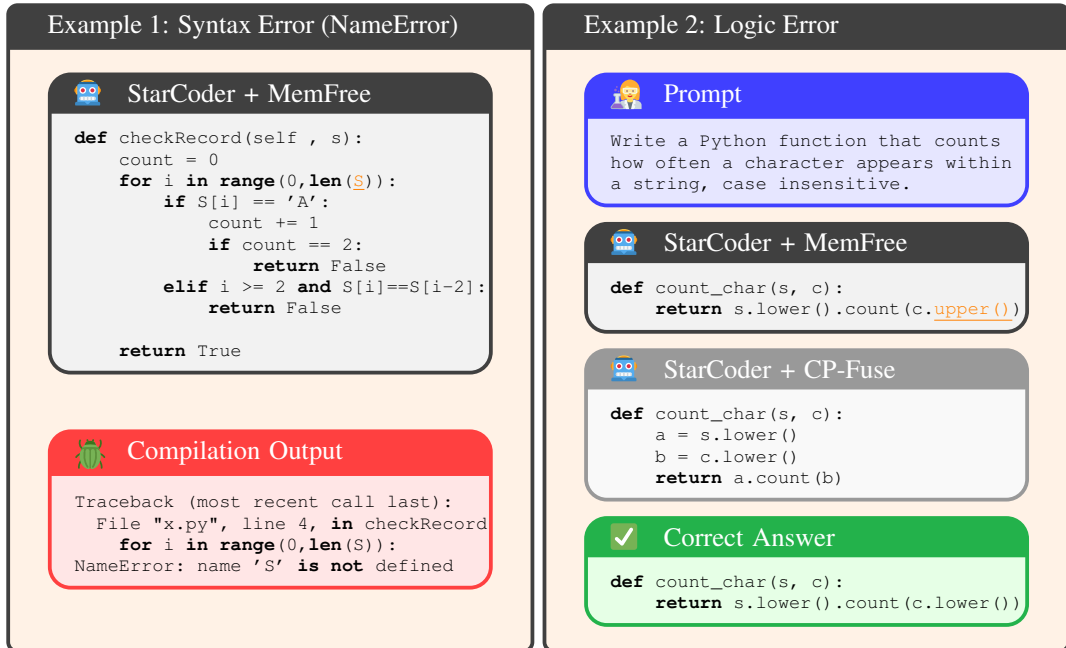 Example 1: Syntax Error (NameError)
StarCoder + MemFree
def checkRecord(self , s):
    count = 0
    for i in range(0,len(S)):
        if S[i] == ’A’:
            count += 1
            if count == 2:
                return False
        elif i >= 2 and S[i]==S[i-2]:
            return False
    return True
Compilation Output
Traceback (most recent call last):
  File "x.py", line 4, in checkRecord
    for i in range(0,len(S)):
NameError: name ’S’ is not defined
Example 2: Logic Error
Prompt
Write a Python function that counts
how often a character appears within
a string, case insensitive.
StarCoder + MemFree
def count_char(s, c):
    return s.lower().count(c.upper())
StarCoder + CP-Fuse
def count_char(s, c):
    a = s.lower()
    b = c.lower()
    return a.count(b)
Correct Answer
def count_char(s, c):
    return s.lower().count(c.lower())